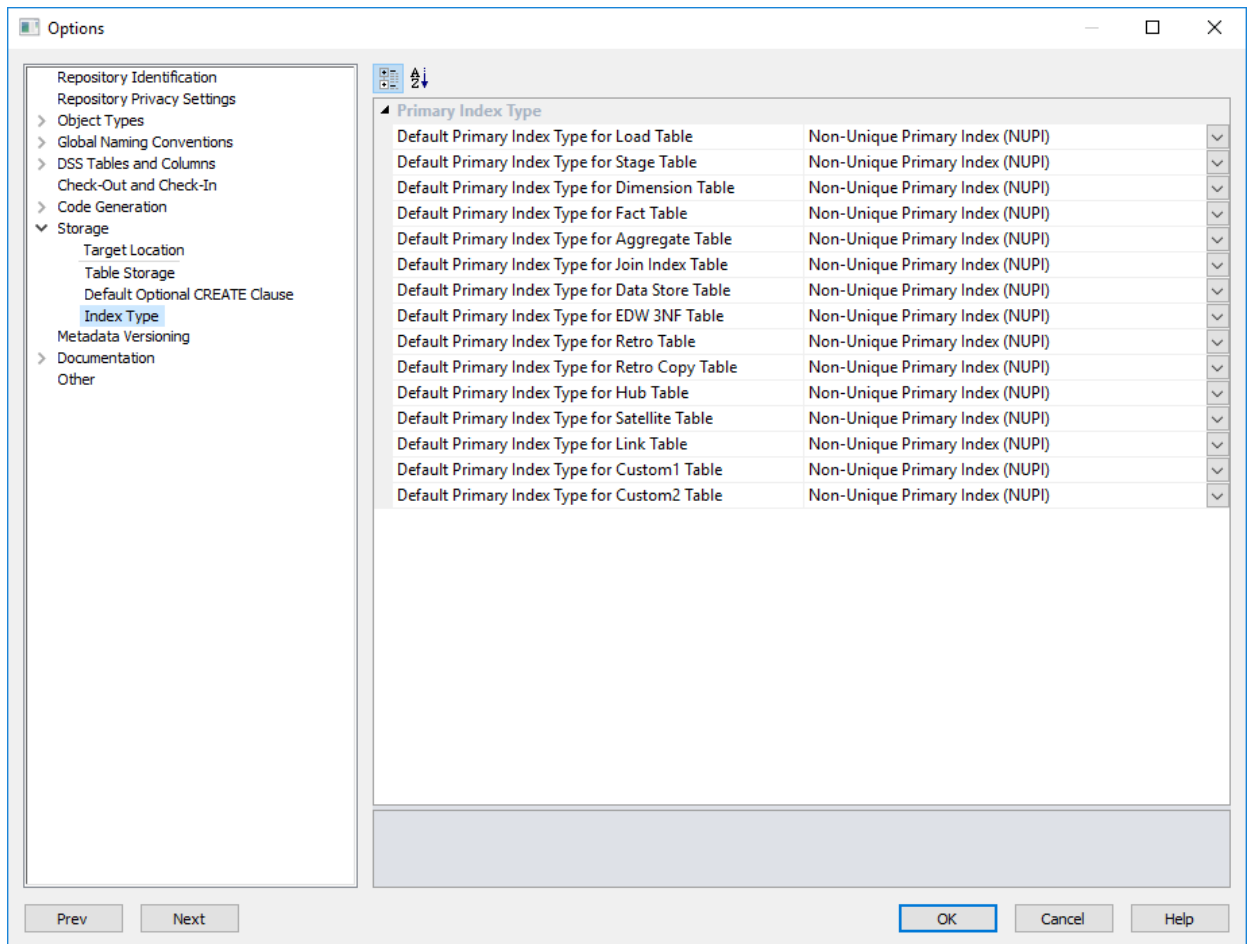 Options
Repository Identification
Repository Privacy Settings
Object Types
Global Naming Conventions
DSS Tables and Columns
Check-Out and Check-In
Code Generation
Storage
Target Location
Table Storage
Default Optional CREATE Clause
Index Type
Metadata Versioning
Documentation
Other
Primary Index Type
Default Primary Index Type for Load Table Non-Unique Primary Index (NUPI)
Default Primary Index Type for Stage Table Non-Unique Primary Index (NUPI)
Default Primary Index Type for Dimension Table Non-Unique Primary Index (NUPI)
Default Primary Index Type for Fact Table Non-Unique Primary Index (NUPI)
Default Primary Index Type for Aggregate Table Non-Unique Primary Index (NUPI)
Default Primary Index Type for Join Index Table Non-Unique Primary Index (NUPI)
Default Primary Index Type for Data Store Table Non-Unique Primary Index (NUPI)
Default Primary Index Type for EDW 3NF Table Non-Unique Primary Index (NUPI)
Default Primary Index Type for Retro Table Non-Unique Primary Index (NUPI)
Default Primary Index Type for Retro Copy Table Non-Unique Primary Index (NUPI)
Default Primary Index Type for Hub Table Non-Unique Primary Index (NUPI)
Default Primary Index Type for Satellite Table Non-Unique Primary Index (NUPI)
Default Primary Index Type for Link Table Non-Unique Primary Index (NUPI)
Default Primary Index Type for Custom1 Table Non-Unique Primary Index (NUPI)
Default Primary Index Type for Custom2 Table Non-Unique Primary Index (NUPI)
Prev Next OK Cancel Help